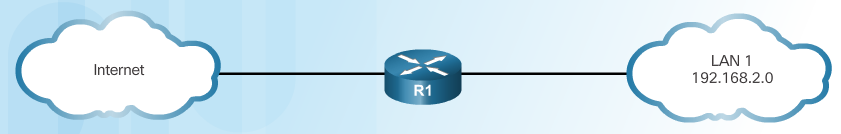 Internet
R1
LAN 1
192.168.2.0